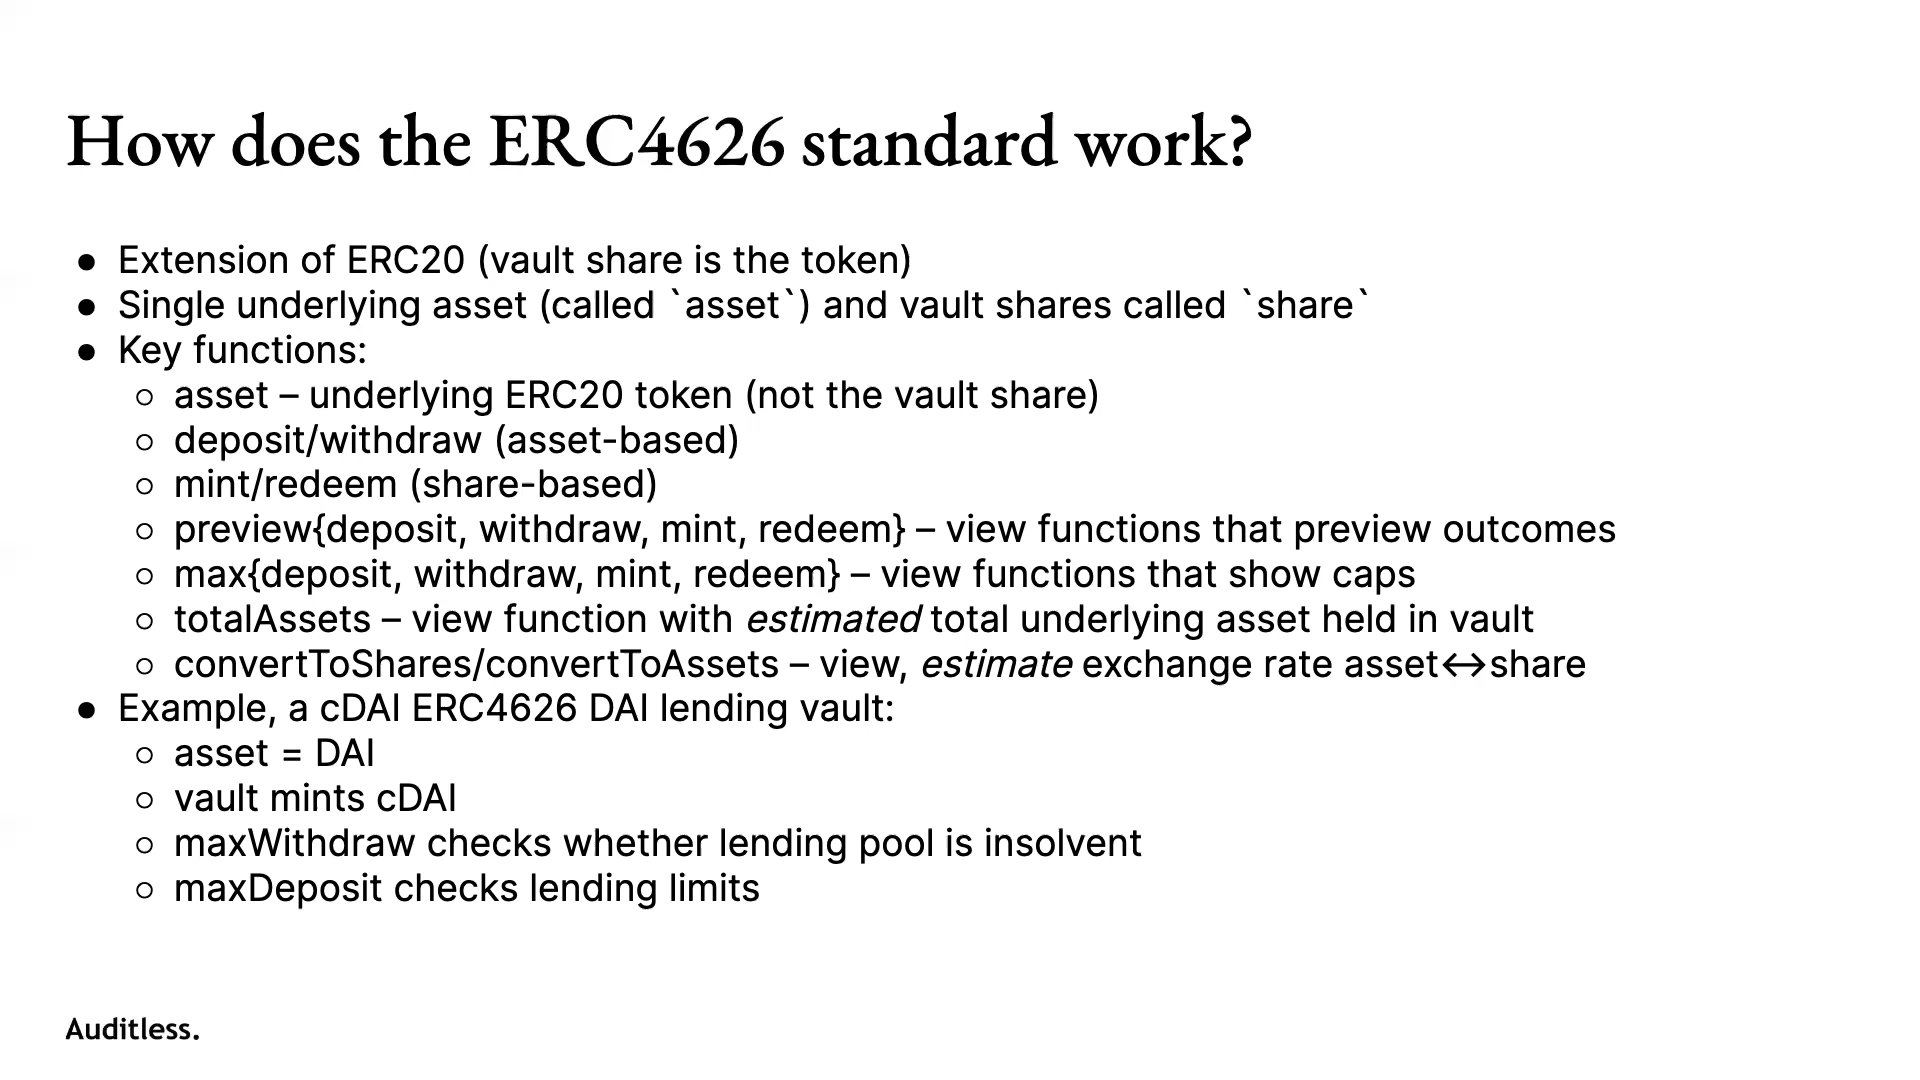 How does the ERC4626 standard work?
● Extension of ERC20 (vault share is the token)
● Single underlying asset (called `asset`) and vault shares called `share`
● Key functions:
○ asset – underlying ERC20 token (not the vault share)
○ deposit/withdraw (asset-based)
○ mint/redeem (share-based)
○ preview{deposit, withdraw, mint, redeem} – view functions that preview outcomes
○ max{deposit, withdraw, mint, redeem} – view functions that show caps
○ totalAssets – view function with estimated total underlying asset held in vault
○ convertToShares/convertToAssets – view, estimate exchange rate asset↔share
● Example, a cDAI ERC4626 DAI lending vault:
○ asset = DAI
○ vault mints cDAI
○ maxWithdraw checks whether lending pool is insolvent
○ maxDeposit checks lending limits
Auditless.